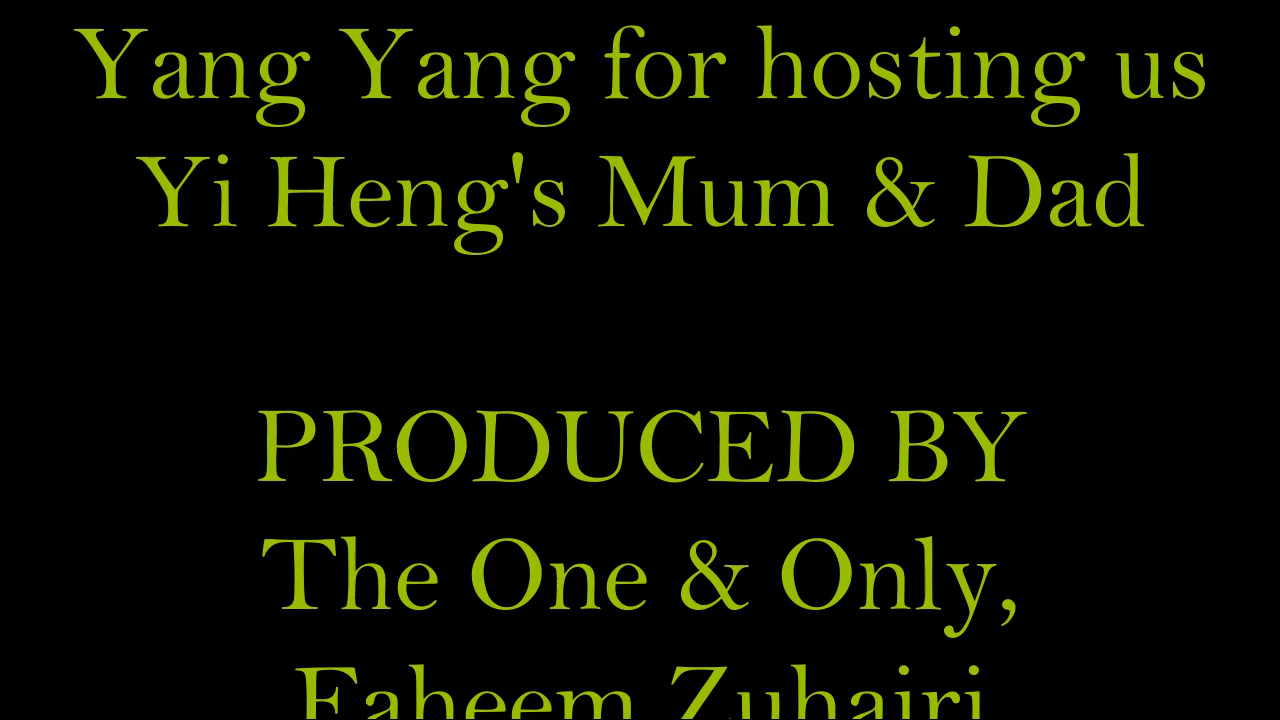 Yang Yang for hosting us
Yi Heng's Mum & Dad
PRODUCED BY
The One & Only,
Faheem Zuhairi